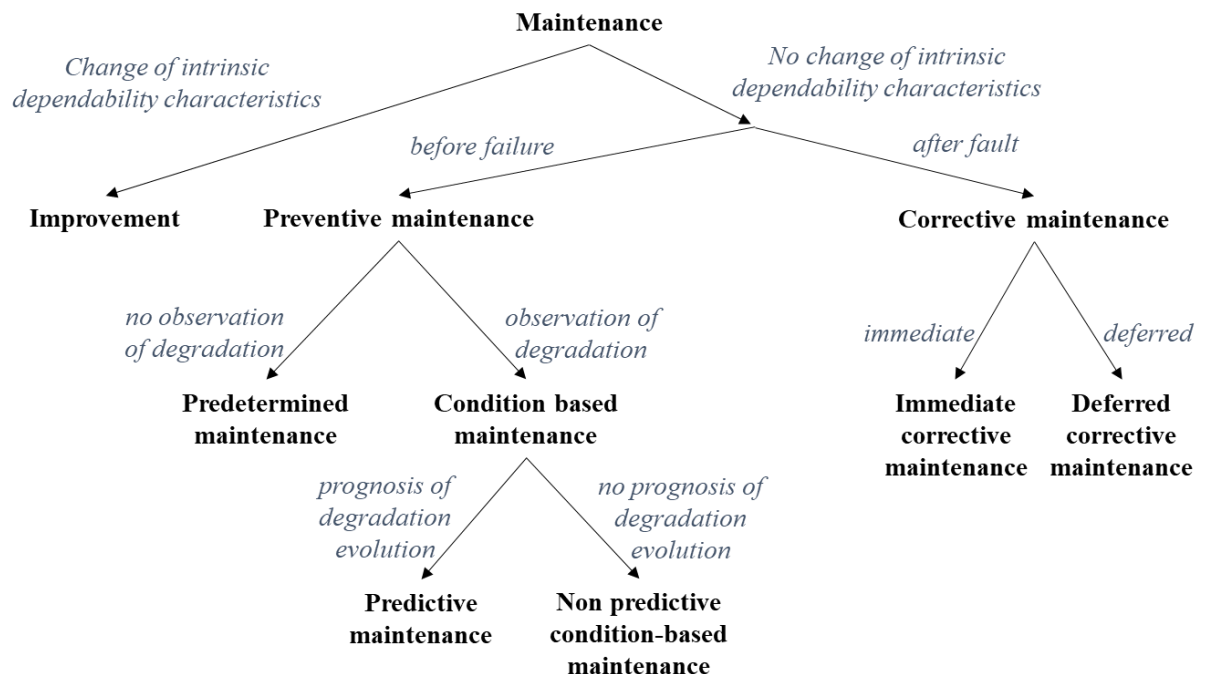 Maintenance
Change of intrinsic
dependability characteristics
No change of intrinsic
dependability characteristics
before failure
after fault
Improvement
Preventive maintenance
Corrective maintenance
no observation
of degradation
observation of
degradation
immediate
deferred
Predetermined
maintenance
Condition based
maintenance
Immediate
corrective
maintenance
Deferred
corrective
maintenance
prognosis of
degradation
evolution
no prognosis of
degradation
evolution
Predictive
maintenance
Non predictive
condition-based
maintenance